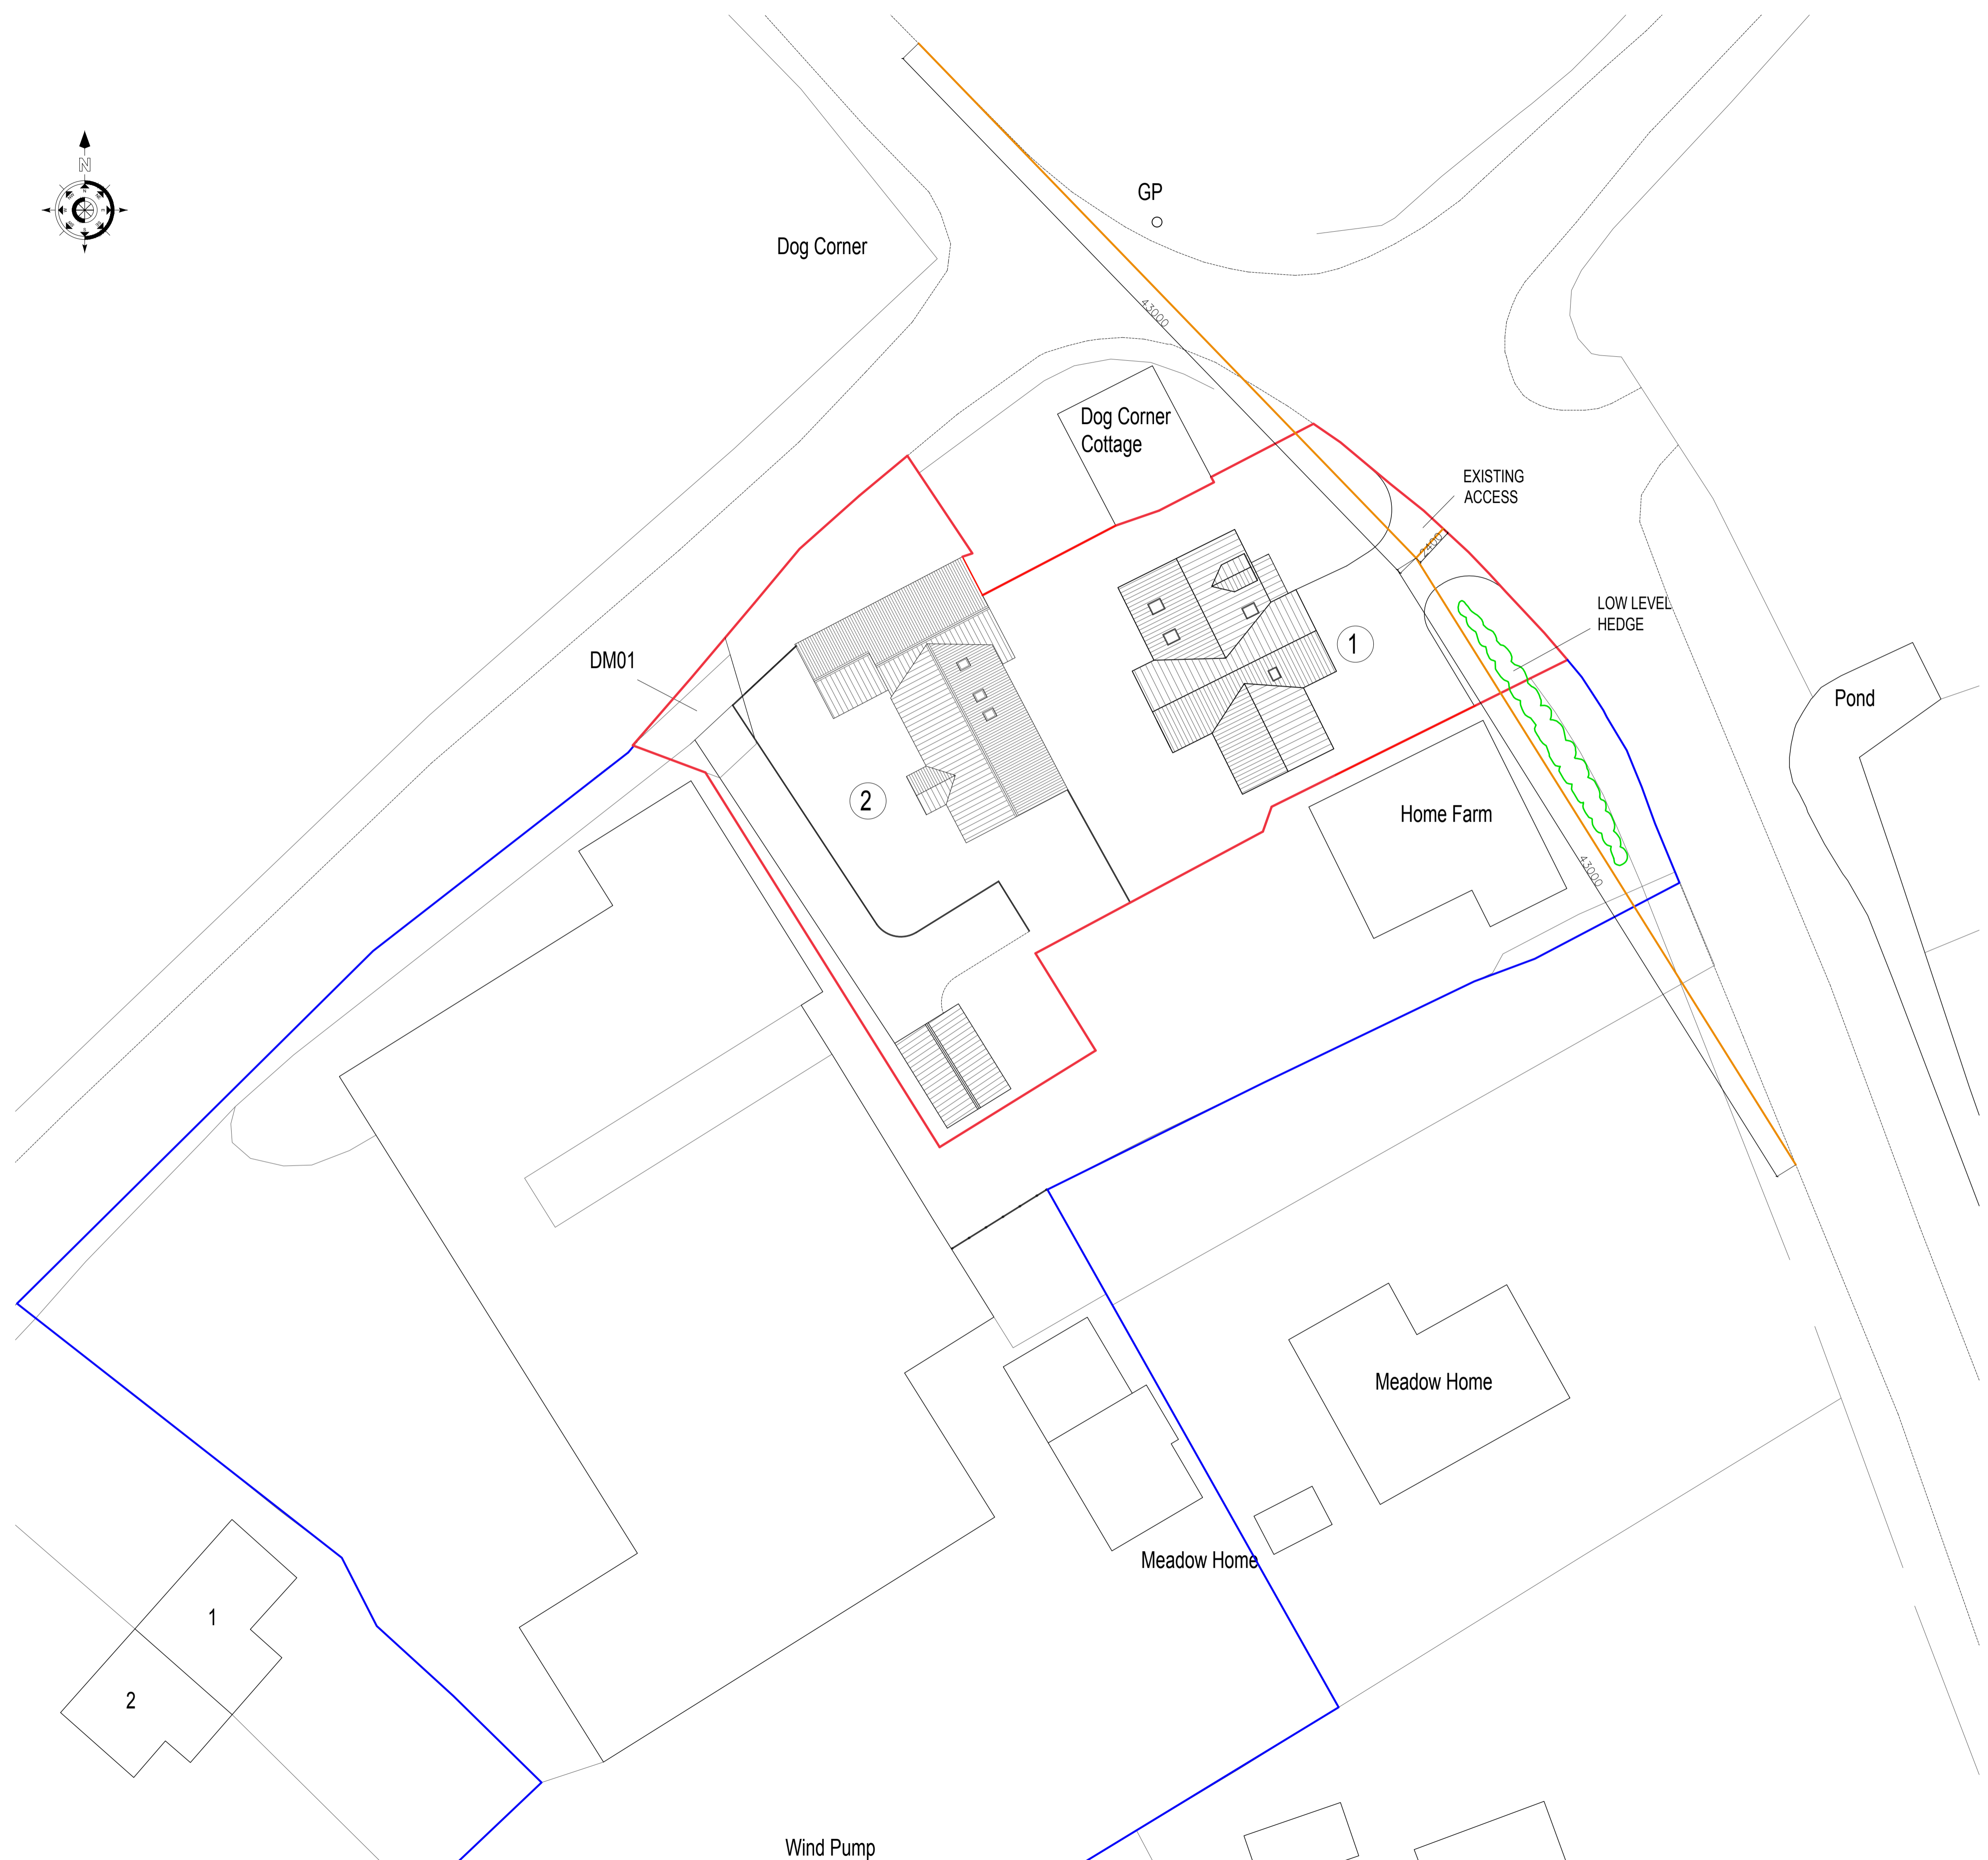 N
GP
Dog Corner
43000
Dog Corner
Cottage
EXISTING
ACCESS
2400
LOW LEVEL
HEDGE
1
DM01
Pond
2
Home Farm
43000
Meadow Home
Meadow Home
1
2
Wind Pump